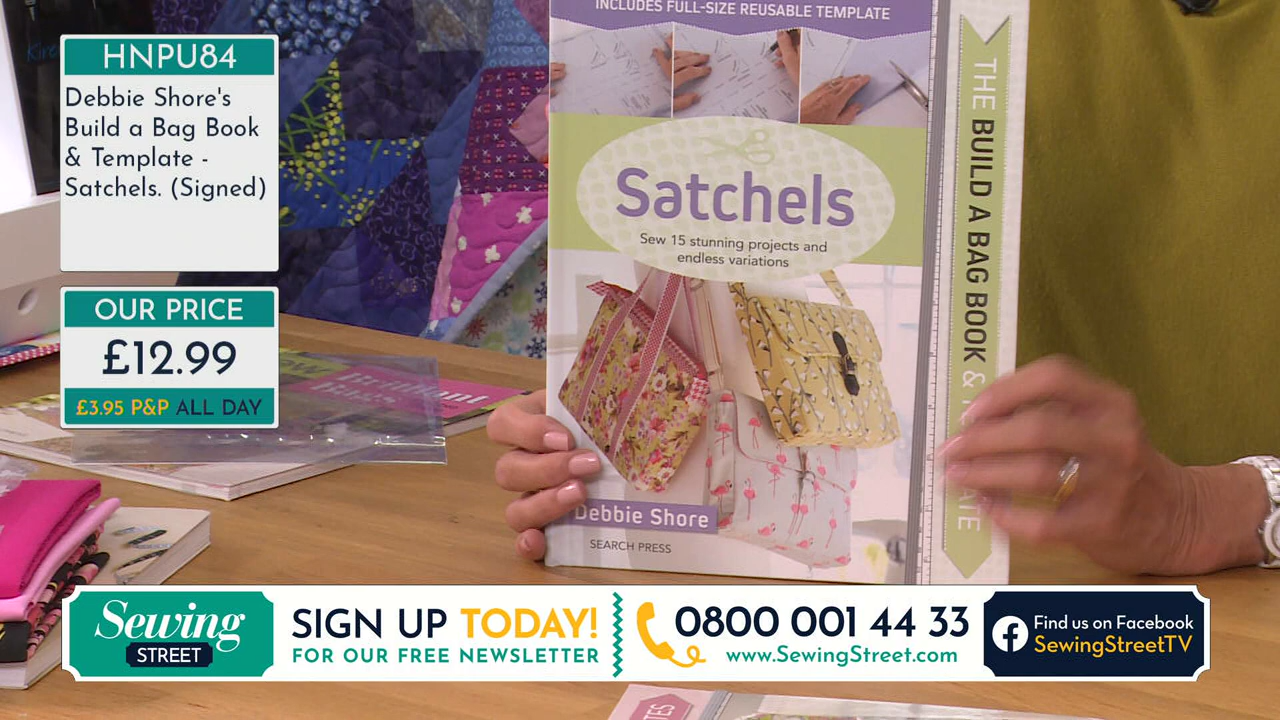 HNPU84
Debbie Shore's
Build a Bag Book
& Template -
Satchels. (Signed)
OUR PRICE
£12.99
£3.95 P&P ALL DAY
INCLUDES FULL-SIZE REUSABLE TEMPLATE
Satchels
Sew 15 stunning projects and
endless variations
Debbie Shore
SEARCH PRESS
THE BUILD A BAG BOOK &
Sewing
STREET
SIGN UP TODAY!
FOR OUR FREE NEWSLETTER
0800 001 44 33
www.SewingStreet.com
Find us on Facebook
SewingStreetTV